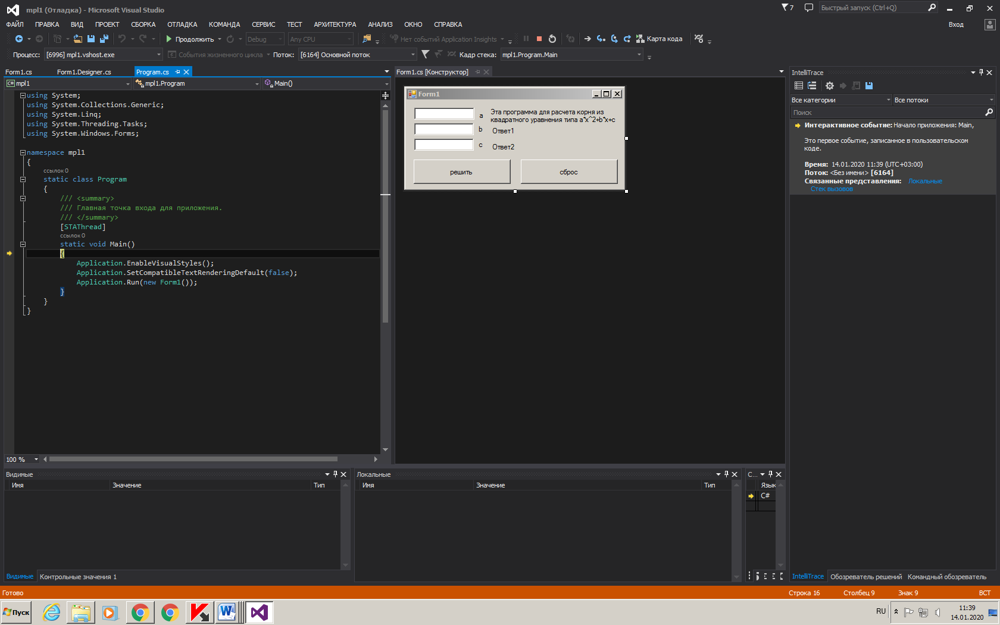 mpl1 (Отладка) - Microsoft Visual Studio
7
Быстрый запуск (Ctrl+Q)
ФАЙЛ ПРАВКА ВИД ПРОЕКТ СБОРКА ОТЛАДКА КОМАНДА СЕРВИС ТЕСТ АРХИТЕКТУРА АНАЛИЗ ОКНО СПРАВКА
Вход
Продолжить Debug Any CPU Нет событий Application Insights Карта кода
Процесс: [6996] mpl1.vshost.exe События жизненного цикла Поток: [6164] Основной поток Кадр стека: mpl1.Program.Main
Form1.cs Form1.Designer.cs Program.cs
C# mpl1 mpl1.Program Main()
using System;
using System.Collections.Generic;
using System.Linq;
using System.Threading.Tasks;
using System.Windows.Forms;
namespace mpl1
{
ссылок 0
static class Program
{
/// <summary>
/// Главная точка входа для приложения.
/// </summary>
[STAThread]
ссылок 0
static void Main()
{
Application.EnableVisualStyles();
Application.SetCompatibleTextRenderingDefault(false);
Application.Run(new Form1());
}
}
}
100 %
Form1.cs [Конструктор]
Form1
a
b
c
Эта программа для расчета корня из
квадратного уравнения типа a*x^2+b*x+c
Ответ1
Ответ2
решить
сброс
IntelliTrace
Все категории Все потоки
Поиск
Интерактивное событие: Начало приложения: Main,
Это первое событие, записанное в пользовательском
коде.
Время: 14.01.2020 11:39 (UTC+03:00)
Поток: <Без имени> [6164]
Связанные представления: Локальные
Стек вызовов
Видимые
Имя Значение Тип
Видимые Контрольные значения 1
Локальные
Имя Значение Тип
С...
Язык
C#
IntelliTrace Обозреватель решений Командный обозреватель
Готово
Строка 16 Столбец 9 Знак 9 ВСТ
Пуск
RU
11:39
14.01.2020